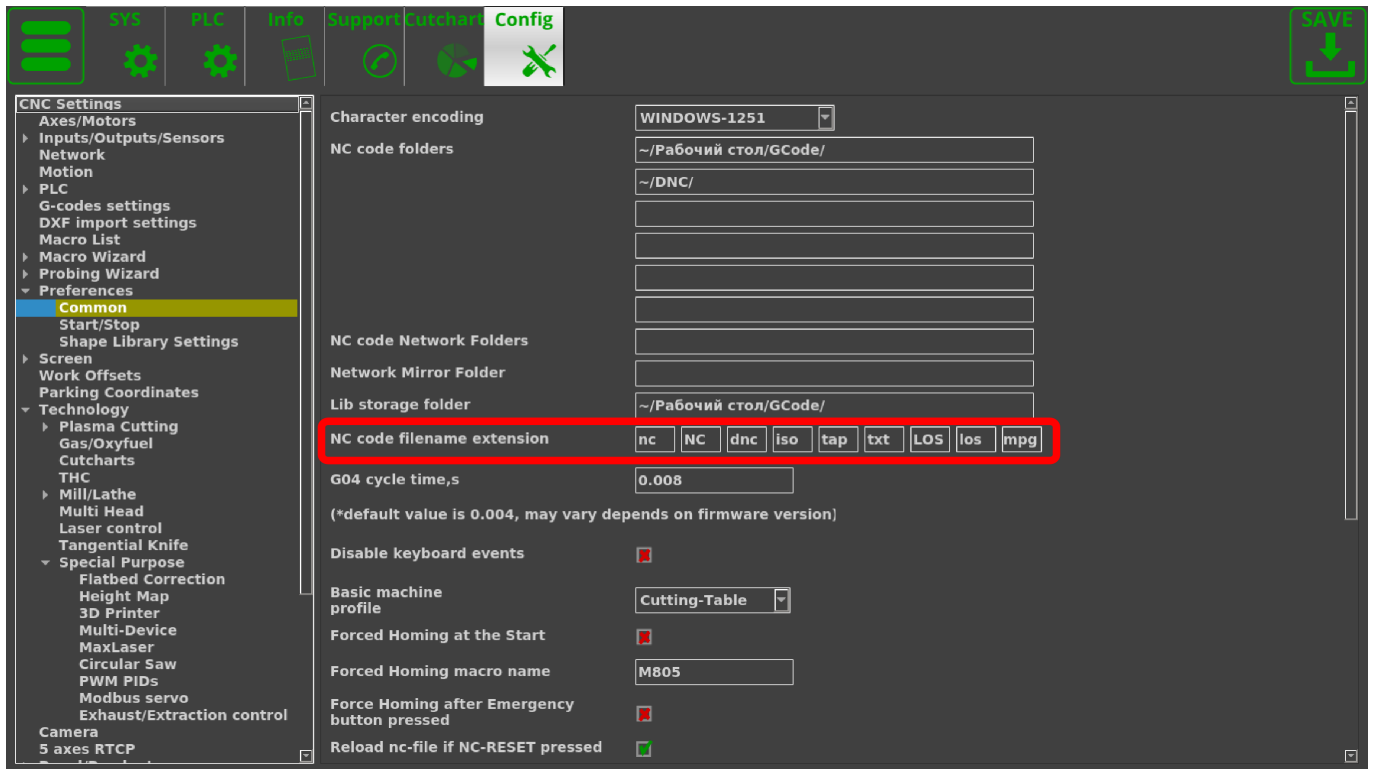 SYS PLC Info Support Cutchart Config SAVE
CNC Settings
Axes/Motors
Inputs/Outputs/Sensors
Network
Motion
PLC
G-codes settings
DXF import settings
Macro List
Macro Wizard
Probing Wizard
Preferences
Common
Start/Stop
Shape Library Settings
Screen
Work Offsets
Parking Coordinates
Technology
Plasma Cutting
Gas/Oxyfuel
Cutcharts
THC
Mill/Lathe
Multi Head
Laser control
Tangential Knife
Special Purpose
Flatbed Correction
Height Map
3D Printer
Multi-Device
MaxLaser
Circular Saw
PWM PIDs
Modbus servo
Exhaust/Extraction control
Camera
5 axes RTCP
Character encoding WINDOWS-1251
NC code folders ~/Рабочий стол/GCode/
~/DNC/
NC code Network Folders
Network Mirror Folder
Lib storage folder ~/Рабочий стол/GCode/
NC code filename extension nc NC dnc iso tap txt LOS los mpg
G04 cycle time,s 0.008
(*default value is 0.004, may vary depends on firmware version)
Disable keyboard events
Basic machine
profile Cutting-Table
Forced Homing at the Start
Forced Homing macro name M805
Force Homing after Emergency
button pressed
Reload nc-file if NC-RESET pressed